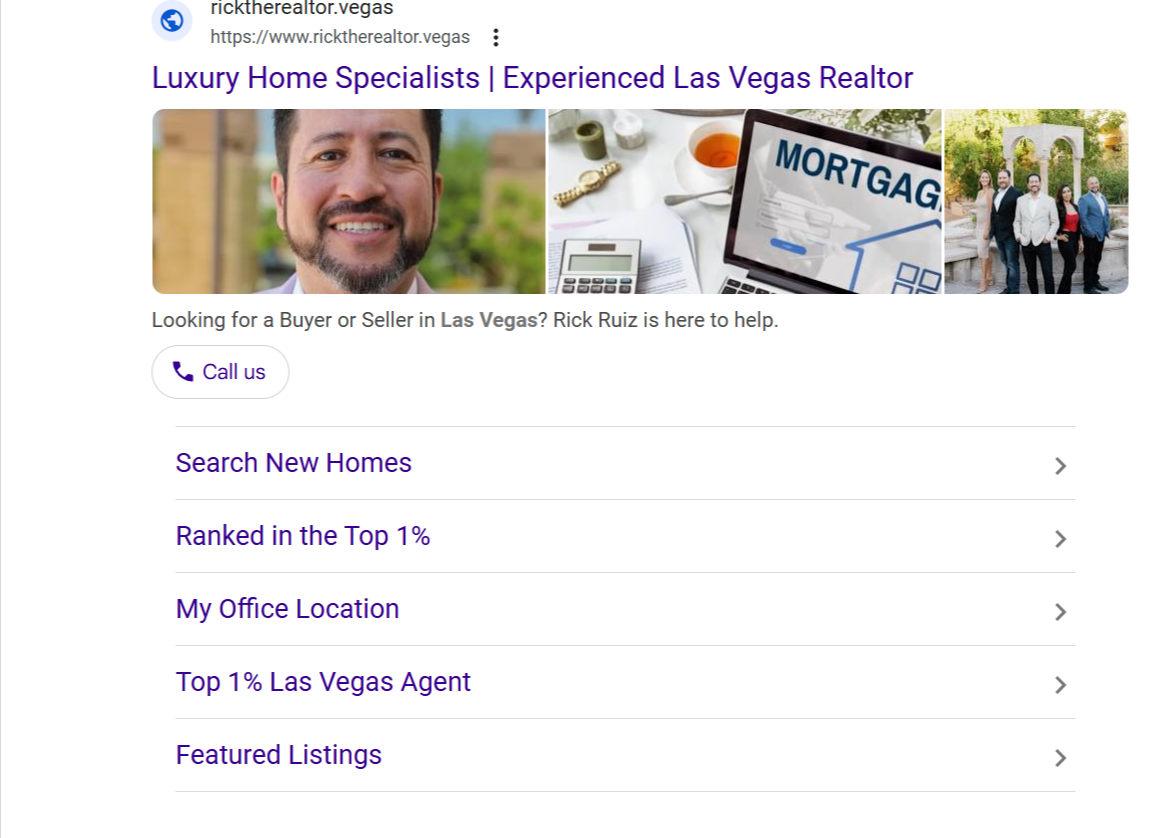 ricktherealtor.vegas
https://www.ricktherealtor.vegas
Luxury Home Specialists | Experienced Las Vegas Realtor
MORTGAG
Looking for a Buyer or Seller in Las Vegas? Rick Ruiz is here to help.
Call us
Search New Homes
Ranked in the Top 1%
My Office Location
Top 1% Las Vegas Agent
Featured Listings